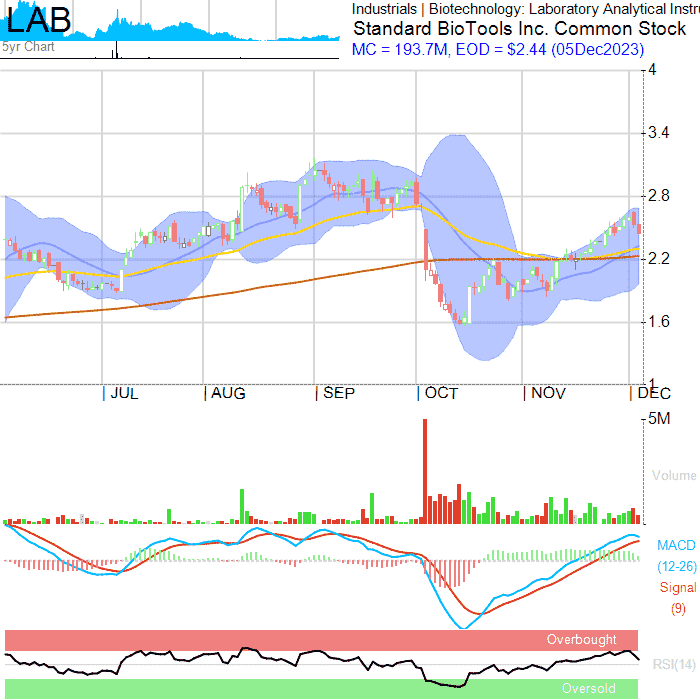 LAB
5yr Chart
Industrials | Biotechnology: Laboratory Analytical Instru
Standard BioTools Inc. Common Stock
MC = 193.7M, EOD = $2.44 (05Dec2023)
4
3.4
2.8
2.2
1.6
1
JUL
AUG
SEP
OCT
NOV
DEC
5M
Volume
MACD
(12-26)
Signal
(9)
Overbought
RSI(14)
Oversold